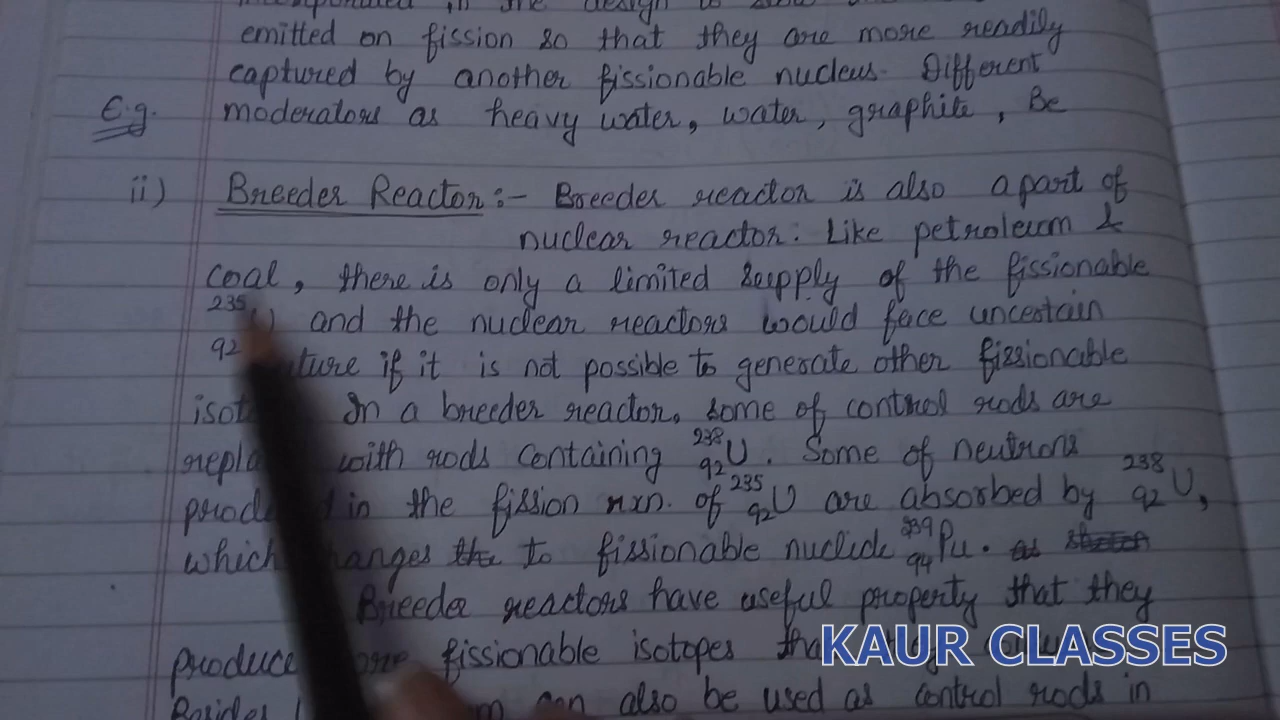 emitted on fission so that they are more readily
captured by another fissionable nucleus. Different
E.g. moderators as heavy water, water, graphite, Be
ii) Breeder Reactor :- Breeder reactor is also a part of
nuclear reactor. Like petroleum &
coal, there is only a limited supply of the fissionable
235 92 U and the nuclear reactors would face uncertain
if it is not possible to generate other fissionable
In a breeder reactor, some of control rods are
with rods containing 238 92 U. Some of neutrons
in the fission rxn. of 235 92 U are absorbed by 238 92 U,
which to fissionable nuclide 239 94 Pu.
Breeder reactors have useful property that they
produce fissionable isotopes
also be used as control rods in
KAUR CLASSES